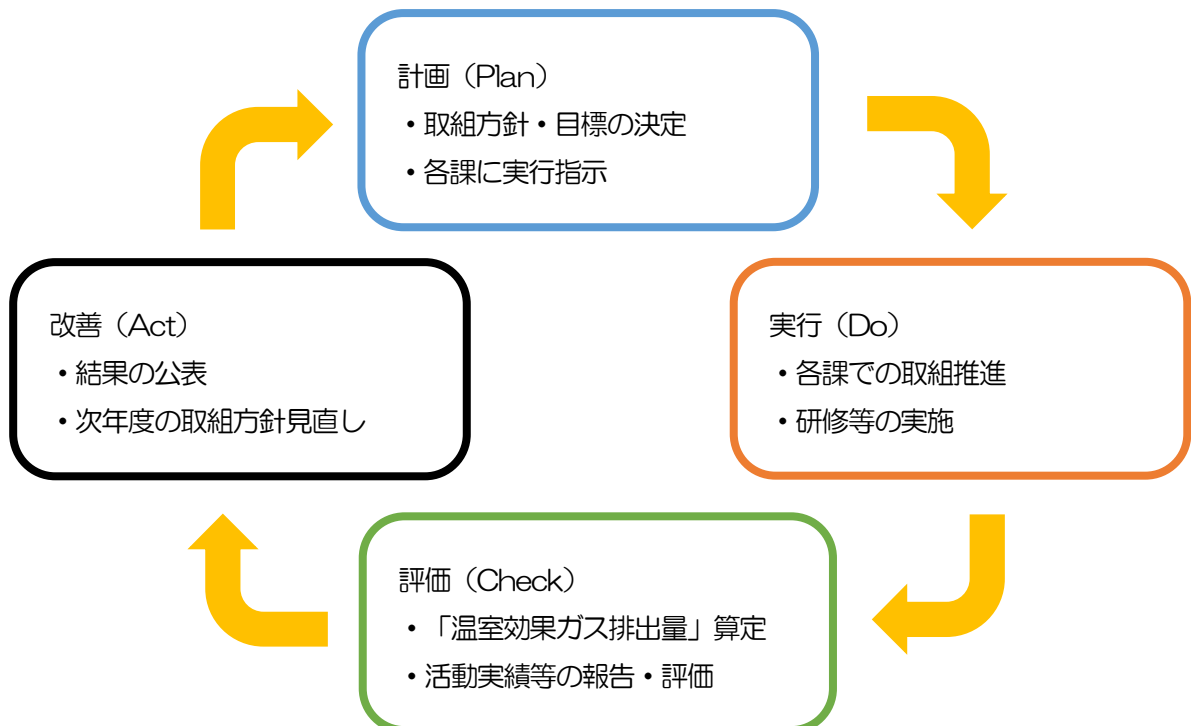 計画（Plan）
・取組方針・目標の決定
・各課に実行指示
実行（Do）
・各課での取組推進
・研修等の実施
評価（Check）
・「温室効果ガス排出量」算定
・活動実績等の報告・評価
改善（Act）
・結果の公表
・次年度の取組方針見直し